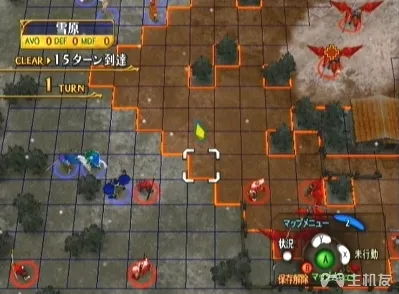 雪原
AVO 0 DEF 0 MDF 0
CLEAR▶15ターン到達
1 TURN
マップメニュー
Z
状況
A
X
未行動
B
保存解除
主机友